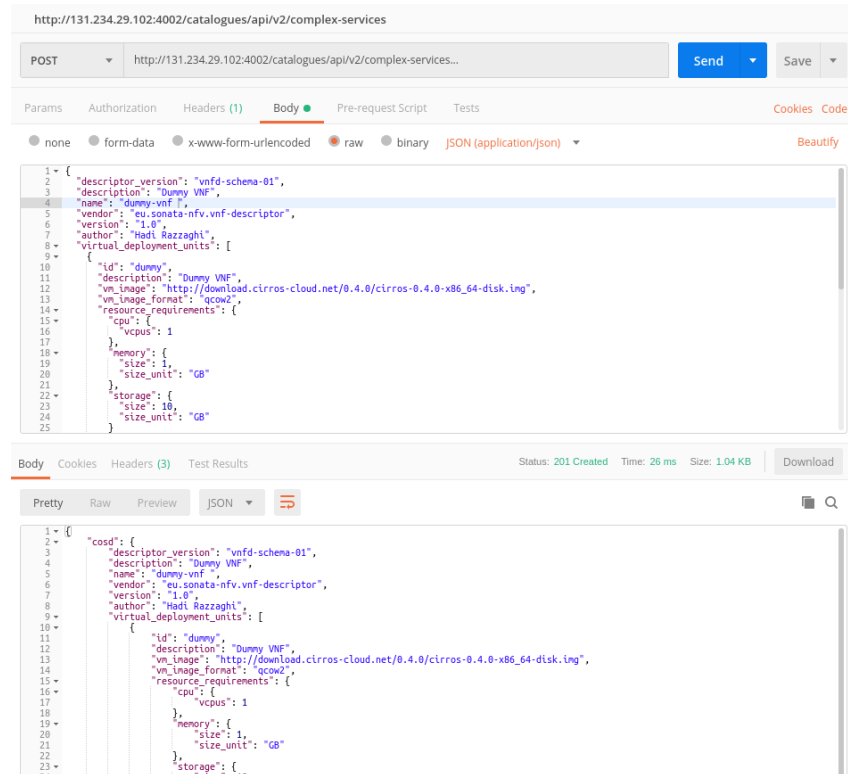 http://131.234.29.102:4002/catalogues/api/v2/complex-services
POST http://131.234.29.102:4002/catalogues/api/v2/complex-services... Send Save
Params Authorization Headers (1) Body Pre-request Script Tests Cookies Code
none form-data x-www-form-urlencoded raw binary JSON (application/json) Beautify
1 {
2 "descriptor_version": "vnfd-schema-01",
3 "description": "Dummy VNF",
4 "name": "dummy-vnf ",
5 "vendor": "eu.sonata-nfv.vnf-descriptor",
6 "version": "1.0",
7 "author": "Hadi Razzaghi",
8 "virtual_deployment_units": [
9 {
10 "id": "dummy",
11 "description": "Dummy VNF",
12 "vm_image": "http://download.cirros-cloud.net/0.4.0/cirros-0.4.0-x86_64-disk.img",
13 "vm_image_format": "qcow2",
14 "resource_requirements": {
15 "cpu": {
16 "vcpus": 1
17 },
18 "memory": {
19 "size": 1,
20 "size_unit": "GB"
21 },
22 "storage": {
23 "size": 10,
24 "size_unit": "GB"
25 }
Body Cookies Headers (3) Test Results Status: 201 Created Time: 26 ms Size: 1.04 KB Download
Pretty Raw Preview JSON
1 {
2 "cosd": {
3 "descriptor_version": "vnfd-schema-01",
4 "description": "Dummy VNF",
5 "name": "dummy-vnf ",
6 "vendor": "eu.sonata-nfv.vnf-descriptor",
7 "version": "1.0",
8 "author": "Hadi Razzaghi",
9 "virtual_deployment_units": [
10 {
11 "id": "dummy",
12 "description": "Dummy VNF",
13 "vm_image": "http://download.cirros-cloud.net/0.4.0/cirros-0.4.0-x86_64-disk.img",
14 "vm_image_format": "qcow2",
15 "resource_requirements": {
16 "cpu": {
17 "vcpus": 1
18 },
19 "memory": {
20 "size": 1,
21 "size_unit": "GB"
22 },
23 "storage": {